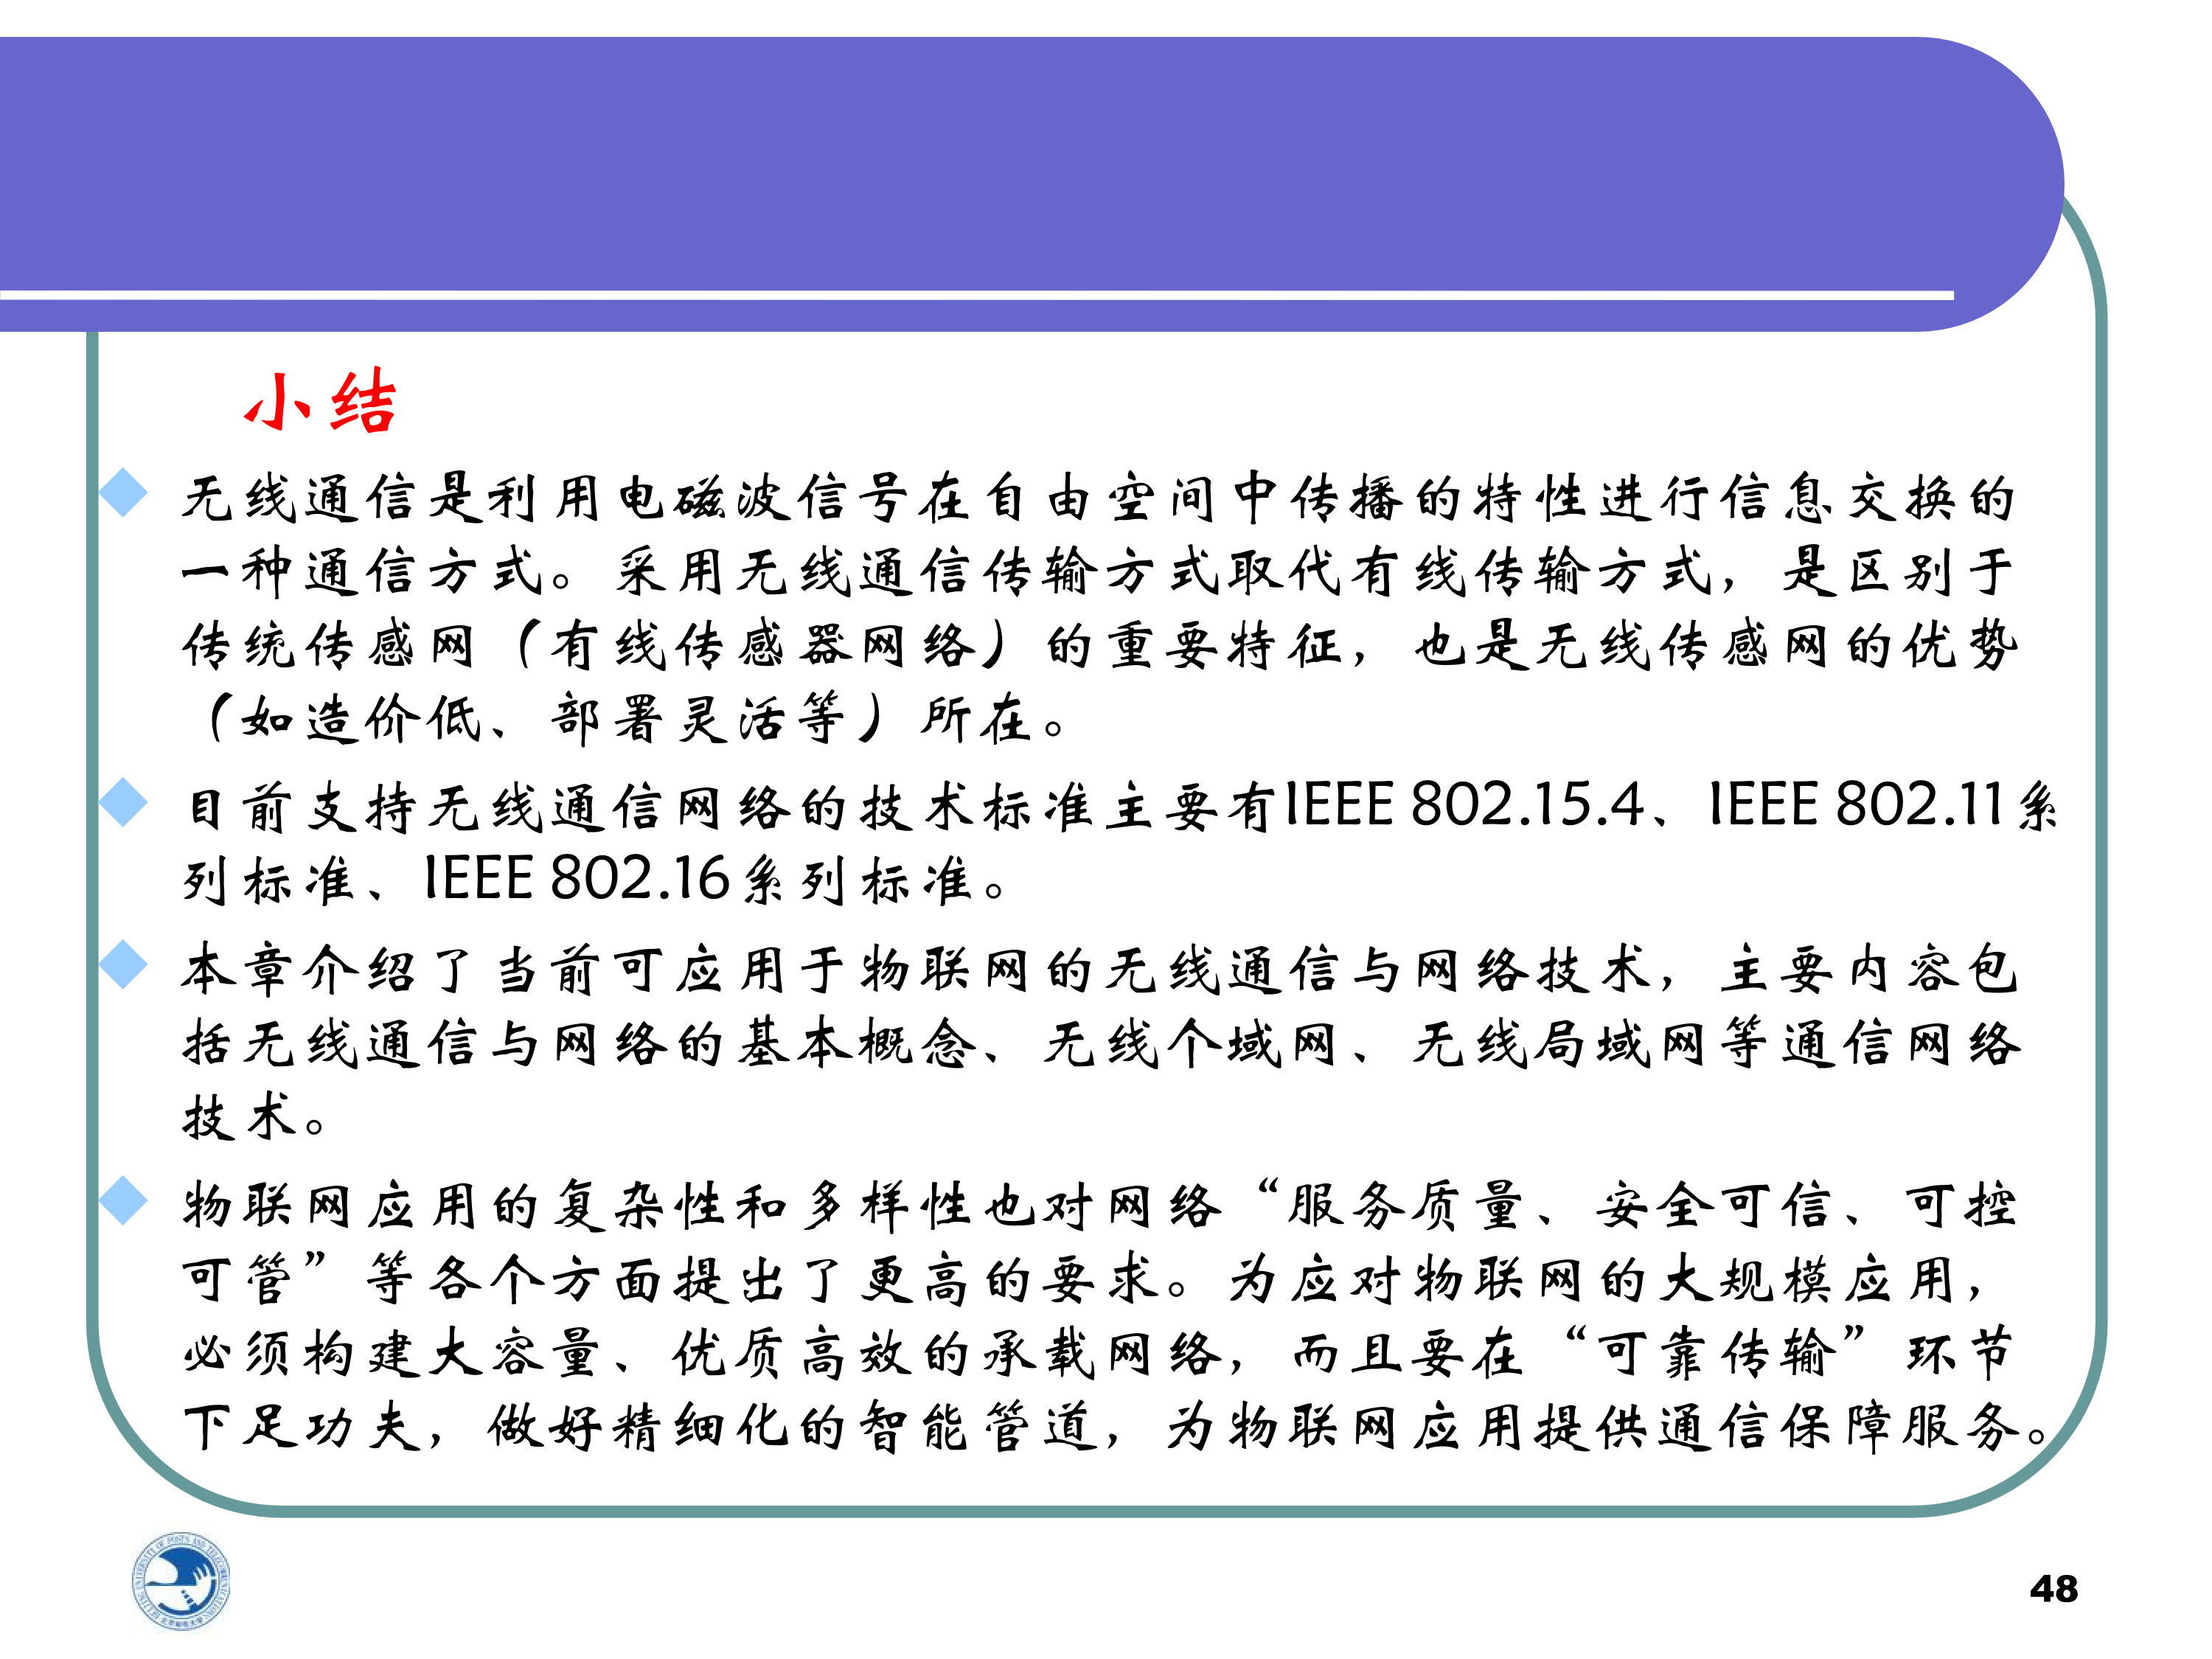 小结
无线通信是利用电磁波信号在自由空间中传播的特性进行信息交换的
一种通信方式。采用无线通信传输方式取代有线传输方式，是区别于
传统传感网（有线传感器网络）的重要特征，也是无线传感网的优势
（如造价低、部署灵活等）所在。
目前支持无线通信网络的技术标准主要有IEEE 802.15.4、IEEE 802.11系
列标准、IEEE 802.16系列标准。
本章介绍了当前可应用于物联网的无线通信与网络技术，主要内容包
括无线通信与网络的基本概念、无线个域网、无线局域网等通信网络
技术。
物联网应用的复杂性和多样性也对网络“服务质量、安全可信、可控
可管”等各个方面提出了更高的要求。为应对物联网的大规模应用，
必须构建大容量、优质高效的承载网络，而且要在“可靠传输”环节
下足功夫，做好精细化的智能管道，为物联网应用提供通信保障服务。
48